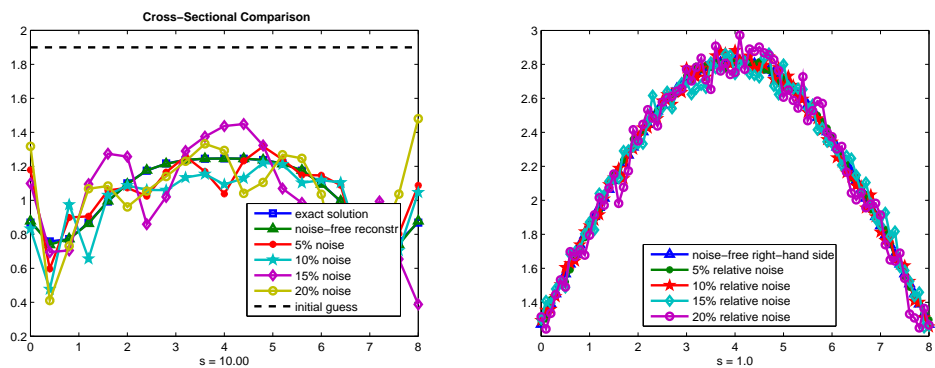 Cross-Sectional Comparison
2
1.8
1.6
1.4
1.2
1
0.8
0.6
0.4
0.2
0 1 2 3 4 5 6 7 8
s = 10.00
exact solution
noise-free reconstr
5% noise
10% noise
15% noise
20% noise
initial guess
3
2.8
2.6
2.4
2.2
2
1.8
1.6
1.4
0 1 2 3 4 5 6 7 8
s = 1.0
noise-free right-hand side
5% relative noise
10% relative noise
15% relative noise
20% relative noise